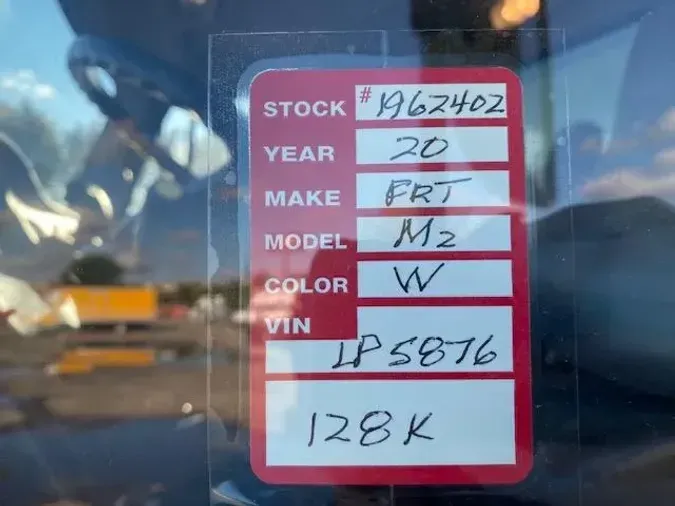 STOCK # 1962402
YEAR 20
MAKE FRT
MODEL M2
COLOR W
VIN
LP5876
128K